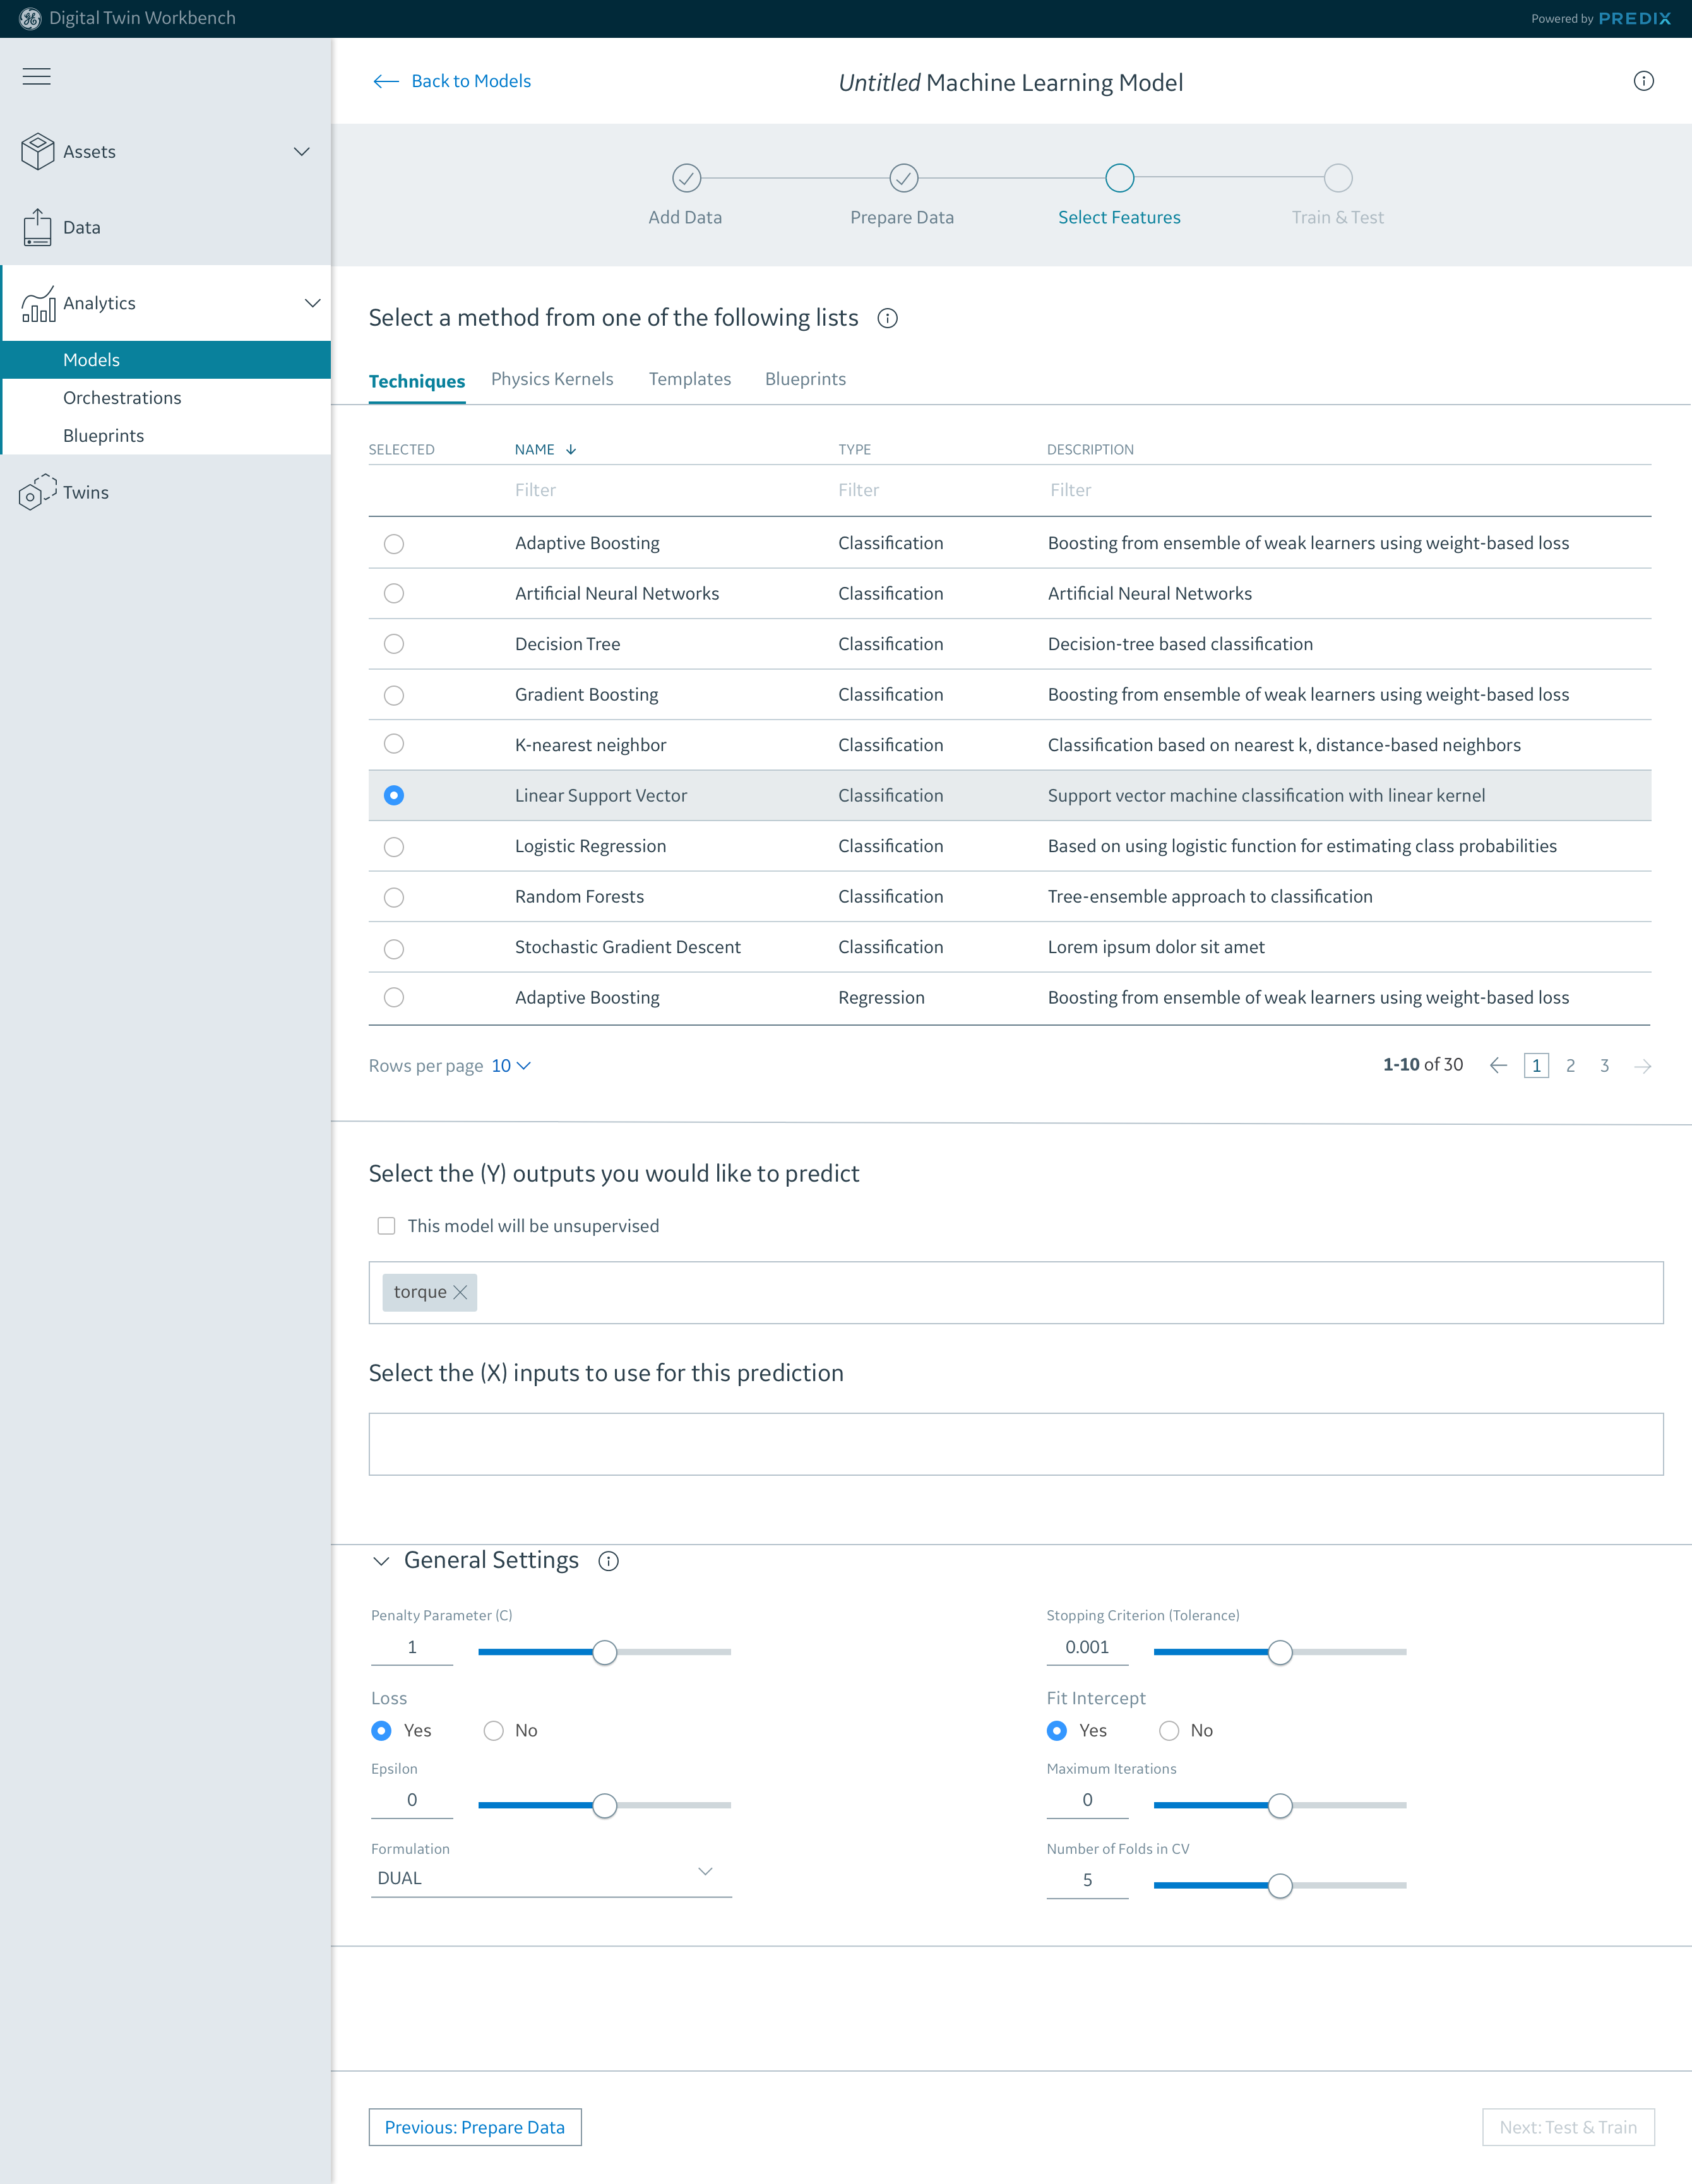 Digital Twin Workbench
Powered by PREDIX
Back to Models
Untitled Machine Learning Model
Assets
Data
Analytics
Models
Orchestrations
Blueprints
Twins
Add Data
Prepare Data
Select Features
Train & Test
Select a method from one of the following lists
Techniques Physics Kernels Templates Blueprints
SELECTED NAME TYPE DESCRIPTION
Filter Filter Filter
Adaptive Boosting Classification Boosting from ensemble of weak learners using weight-based loss
Artificial Neural Networks Classification Artificial Neural Networks
Decision Tree Classification Decision-tree based classification
Gradient Boosting Classification Boosting from ensemble of weak learners using weight-based loss
K-nearest neighbor Classification Classification based on nearest k, distance-based neighbors
Linear Support Vector Classification Support vector machine classification with linear kernel
Logistic Regression Classification Based on using logistic function for estimating class probabilities
Random Forests Classification Tree-ensemble approach to classification
Stochastic Gradient Descent Classification Lorem ipsum dolor sit amet
Adaptive Boosting Regression Boosting from ensemble of weak learners using weight-based loss
Rows per page 10
1-10 of 30 1 2 3
Select the (Y) outputs you would like to predict
This model will be unsupervised
torque
Select the (X) inputs to use for this prediction
General Settings
Penalty Parameter (C)
1
Stopping Criterion (Tolerance)
0.001
Loss
Yes No
Fit Intercept
Yes No
Epsilon
0
Maximum Iterations
0
Formulation
DUAL
Number of Folds in CV
5
Previous: Prepare Data
Next: Test & Train